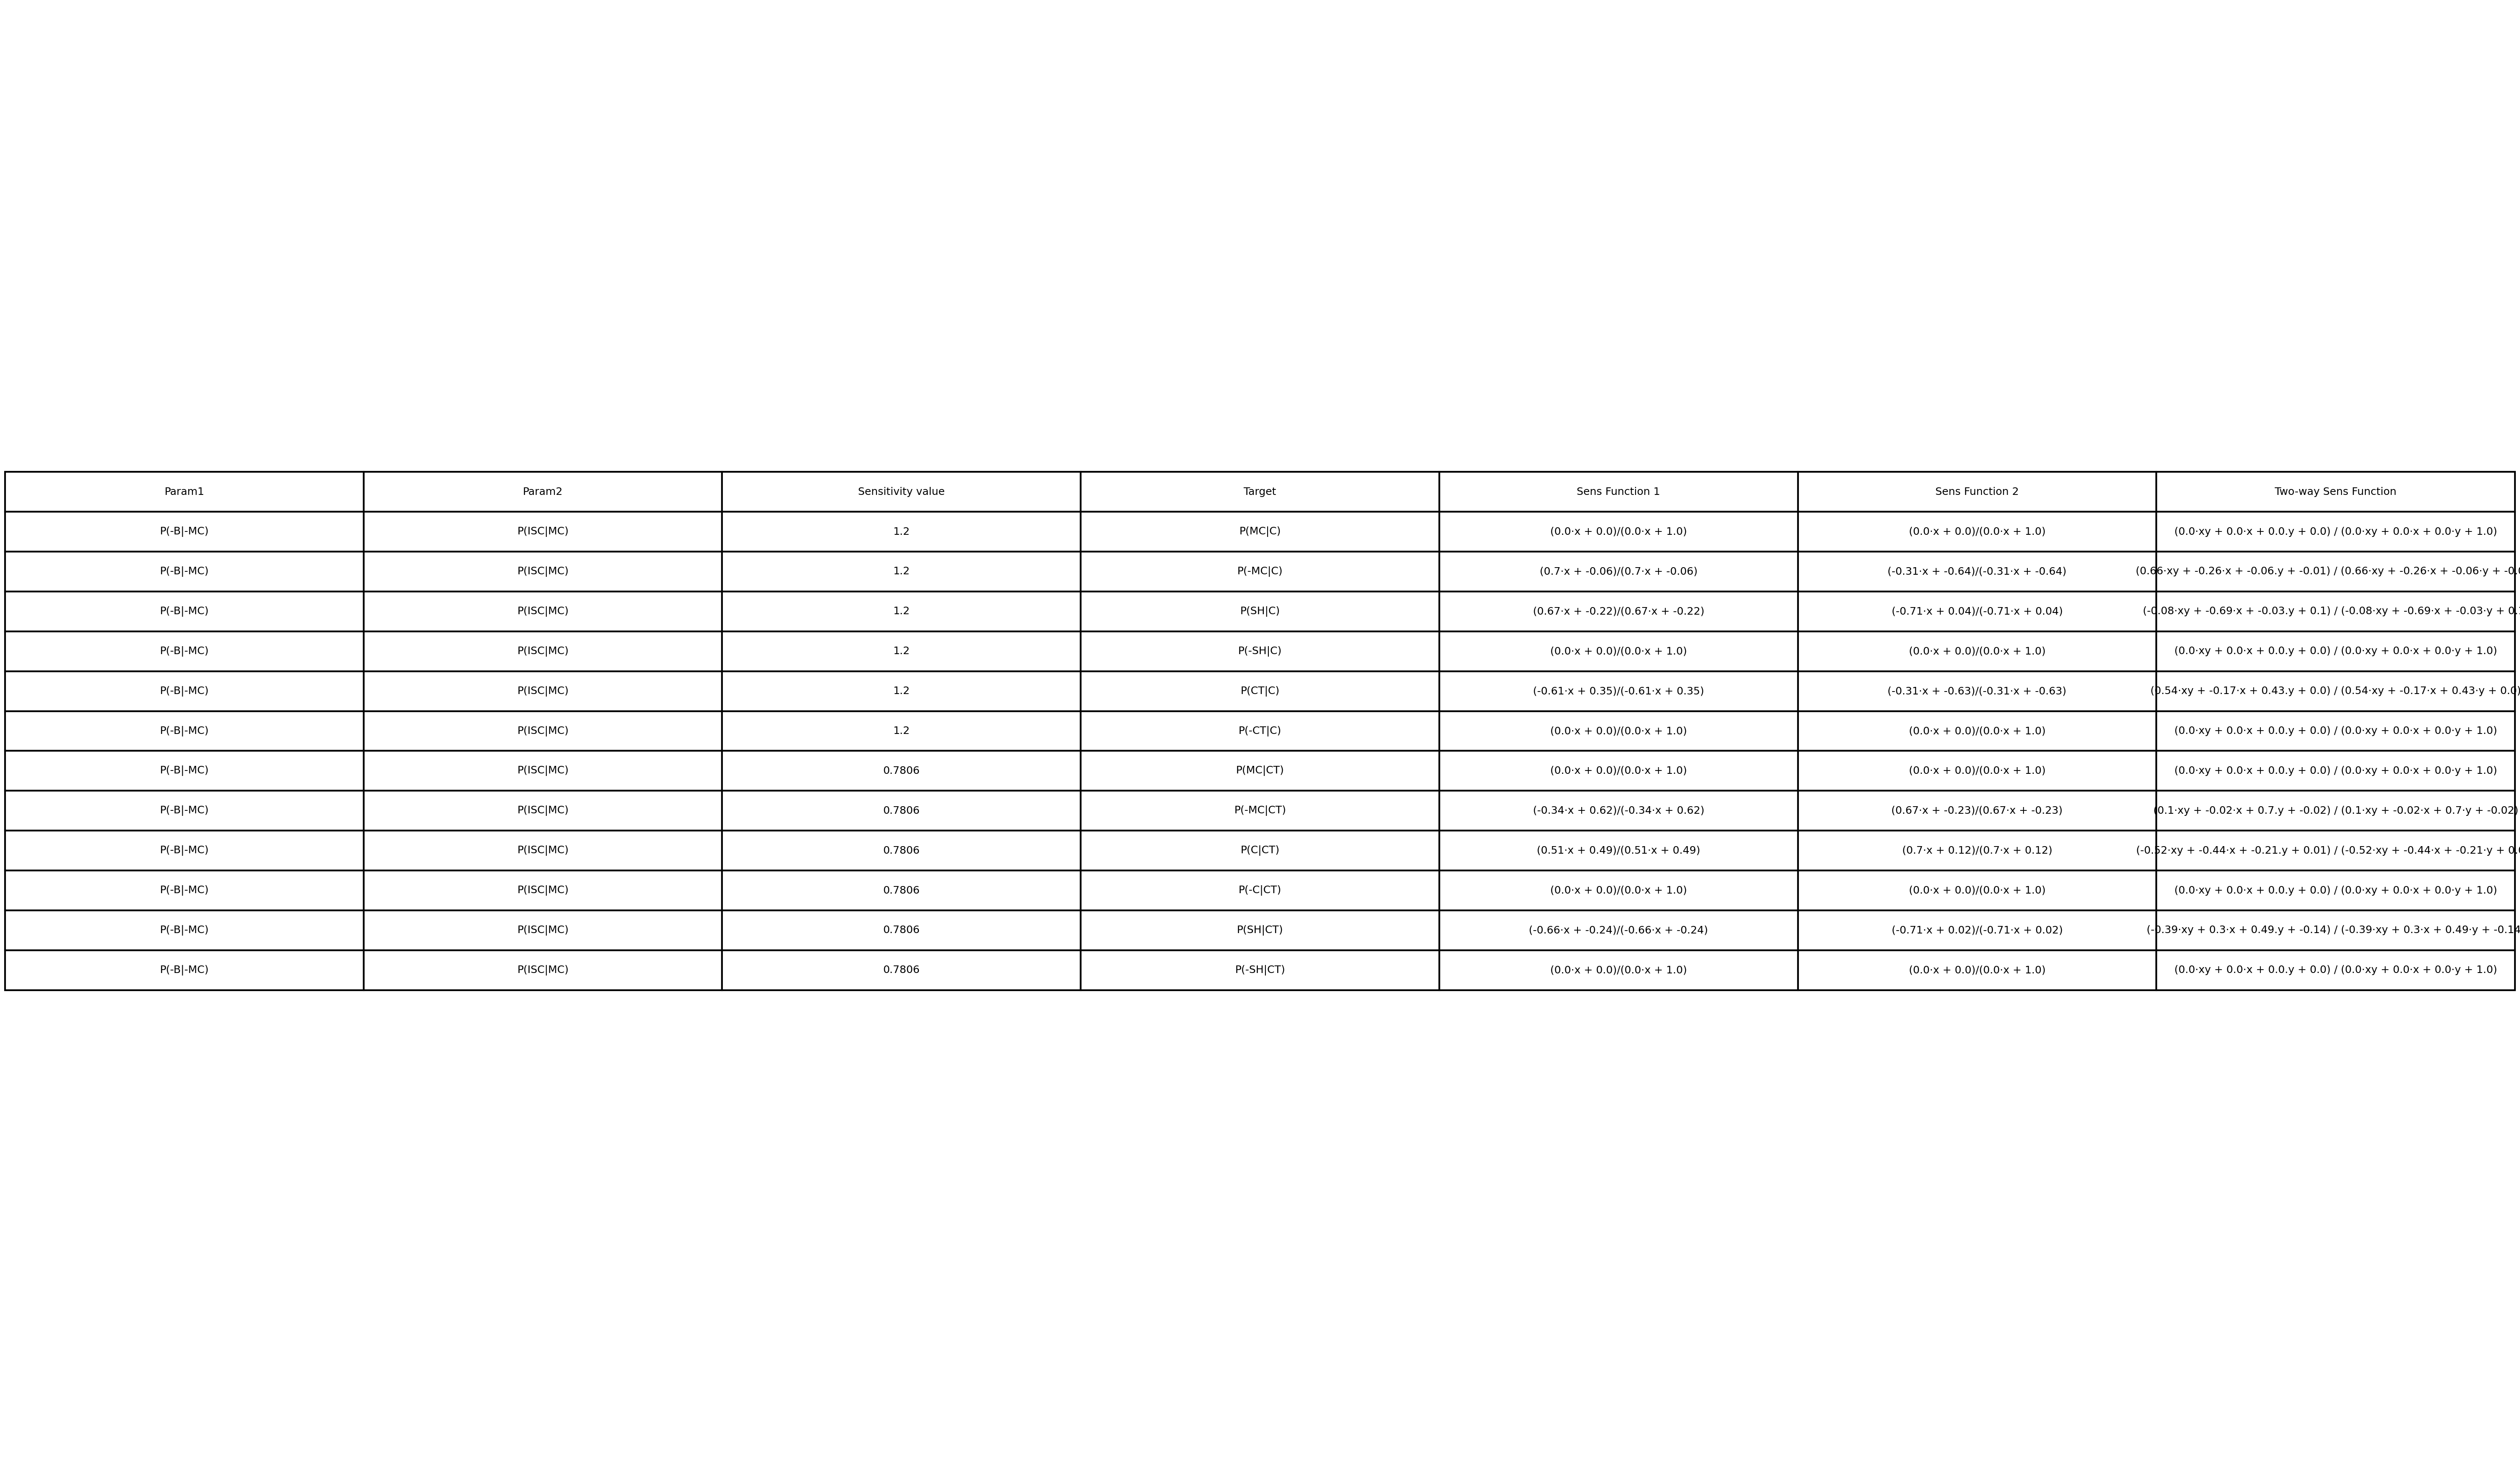 Param1 Param2 Sensitivity value Target Sens Function 1 Sens Function 2 Two-way Sens Function
P(-B|-MC) P(ISC|MC) 1.2 P(MC|C) (0.0·x + 0.0)/(0.0·x + 1.0) (0.0·x + 0.0)/(0.0·x + 1.0) (0.0·xy + 0.0·x + 0.0.y + 0.0) / (0.0·xy + 0.0·x + 0.0·y + 1.0)
P(-B|-MC) P(ISC|MC) 1.2 P(-MC|C) (0.7·x + -0.06)/(0.7·x + -0.06) (-0.31·x + -0.64)/(-0.31·x + -0.64) (0.66·xy + -0.26·x + -0.06.y + -0.01) / (0.66·xy + -0.26·x + -0.06·y +
P(-B|-MC) P(ISC|MC) 1.2 P(SH|C) (0.67·x + -0.22)/(0.67·x + -0.22) (-0.71·x + 0.04)/(-0.71·x + 0.04) (-0.08·xy + -0.69·x + -0.03.y + 0.1) / (-0.08·xy + -0.69·x + -0.03·y +
P(-B|-MC) P(ISC|MC) 1.2 P(-SH|C) (0.0·x + 0.0)/(0.0·x + 1.0) (0.0·x + 0.0)/(0.0·x + 1.0) (0.0·xy + 0.0·x + 0.0.y + 0.0) / (0.0·xy + 0.0·x + 0.0·y + 1.0)
P(-B|-MC) P(ISC|MC) 1.2 P(CT|C) (-0.61·x + 0.35)/(-0.61·x + 0.35) (-0.31·x + -0.63)/(-0.31·x + -0.63) (0.54·xy + -0.17·x + 0.43.y + 0.0) / (0.54·xy + -0.17·x + 0.43·y + 0.0)
P(-B|-MC) P(ISC|MC) 1.2 P(-CT|C) (0.0·x + 0.0)/(0.0·x + 1.0) (0.0·x + 0.0)/(0.0·x + 1.0) (0.0·xy + 0.0·x + 0.0.y + 0.0) / (0.0·xy + 0.0·x + 0.0·y + 1.0)
P(-B|-MC) P(ISC|MC) 0.7806 P(MC|CT) (0.0·x + 0.0)/(0.0·x + 1.0) (0.0·x + 0.0)/(0.0·x + 1.0) (0.0·xy + 0.0·x + 0.0.y + 0.0) / (0.0·xy + 0.0·x + 0.0·y + 1.0)
P(-B|-MC) P(ISC|MC) 0.7806 P(-MC|CT) (-0.34·x + 0.62)/(-0.34·x + 0.62) (0.67·x + -0.23)/(0.67·x + -0.23) (0.1·xy + -0.02·x + 0.7.y + -0.02) / (0.1·xy + -0.02·x + 0.7·y + -0.02)
P(-B|-MC) P(ISC|MC) 0.7806 P(C|CT) (0.51·x + 0.49)/(0.51·x + 0.49) (0.7·x + 0.12)/(0.7·x + 0.12) (-0.52·xy + -0.44·x + -0.21.y + 0.01) / (-0.52·xy + -0.44·x + -0.21·y +
P(-B|-MC) P(ISC|MC) 0.7806 P(-C|CT) (0.0·x + 0.0)/(0.0·x + 1.0) (0.0·x + 0.0)/(0.0·x + 1.0) (0.0·xy + 0.0·x + 0.0.y + 0.0) / (0.0·xy + 0.0·x + 0.0·y + 1.0)
P(-B|-MC) P(ISC|MC) 0.7806 P(SH|CT) (-0.66·x + -0.24)/(-0.66·x + -0.24) (-0.71·x + 0.02)/(-0.71·x + 0.02) (-0.39·xy + 0.3·x + 0.49.y + -0.14) / (-0.39·xy + 0.3·x + 0.49·y + -0.14
P(-B|-MC) P(ISC|MC) 0.7806 P(-SH|CT) (0.0·x + 0.0)/(0.0·x + 1.0) (0.0·x + 0.0)/(0.0·x + 1.0) (0.0·xy + 0.0·x + 0.0.y + 0.0) / (0.0·xy + 0.0·x + 0.0·y + 1.0)